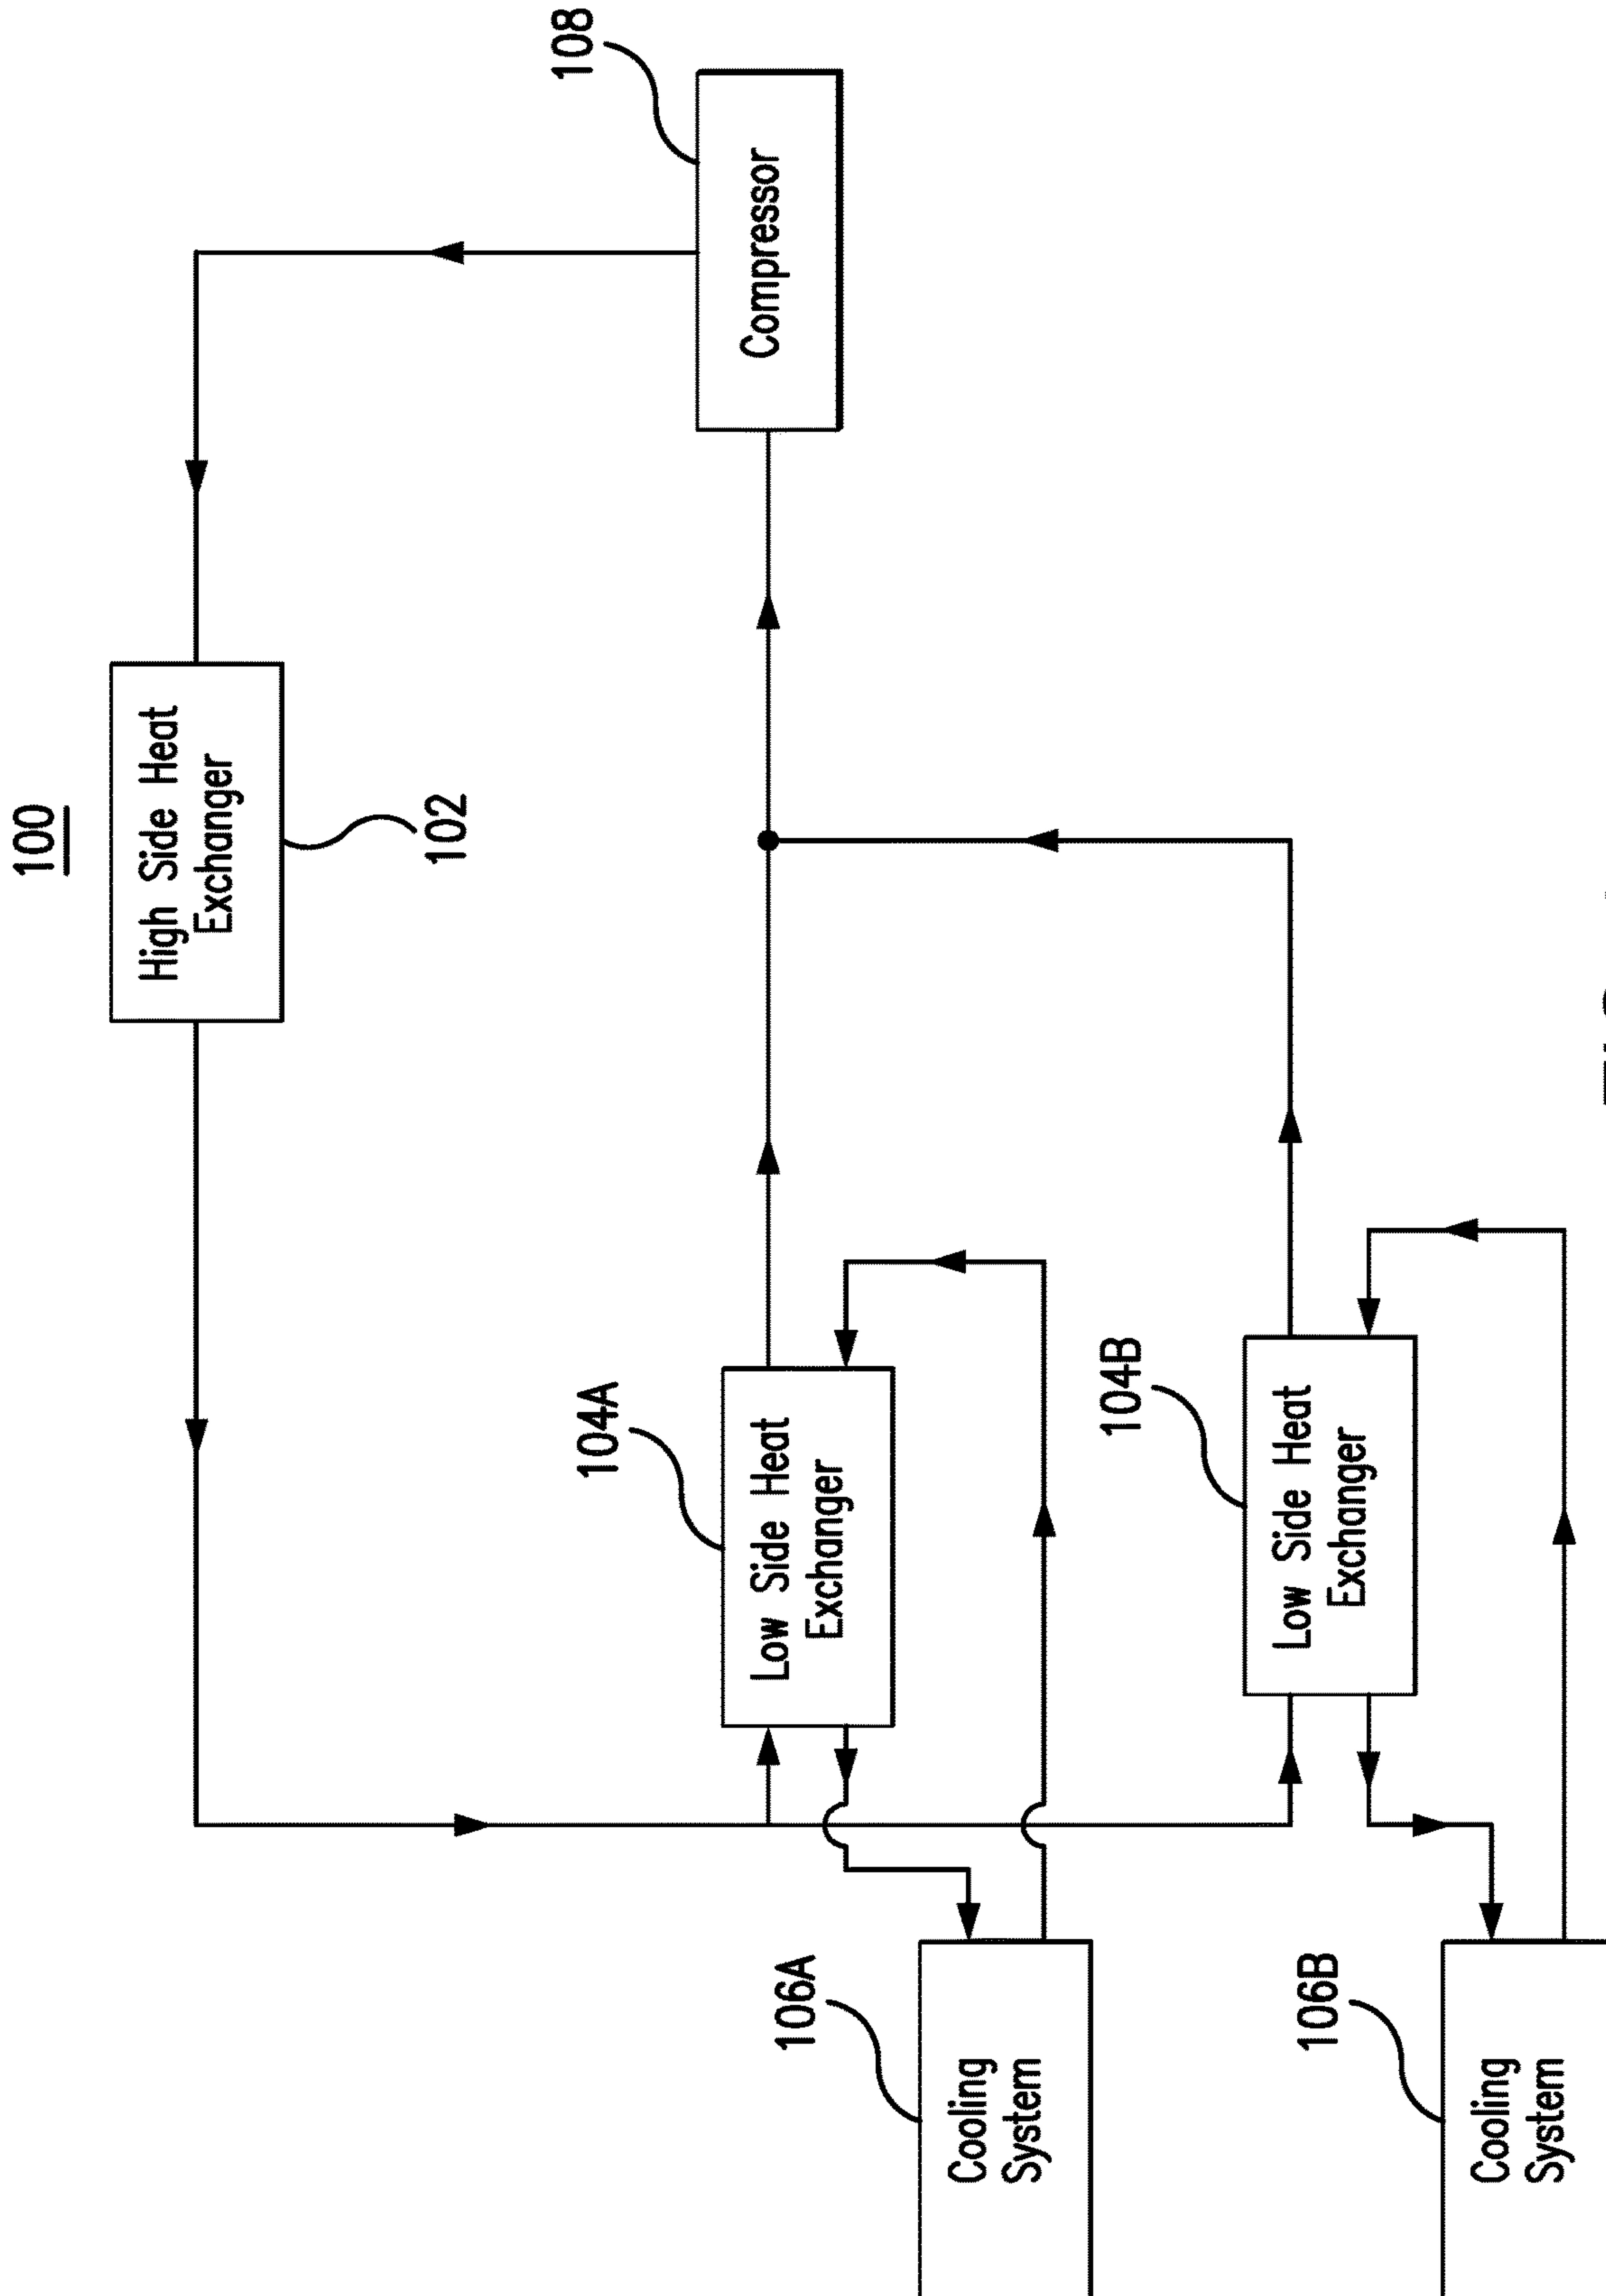 100
High Side Heat
Exchanger
102
108
Compressor
104A
Low Side Heat
Exchanger
106A
Cooling
System
104B
Low Side Heat
Exchanger
106B
Cooling
System